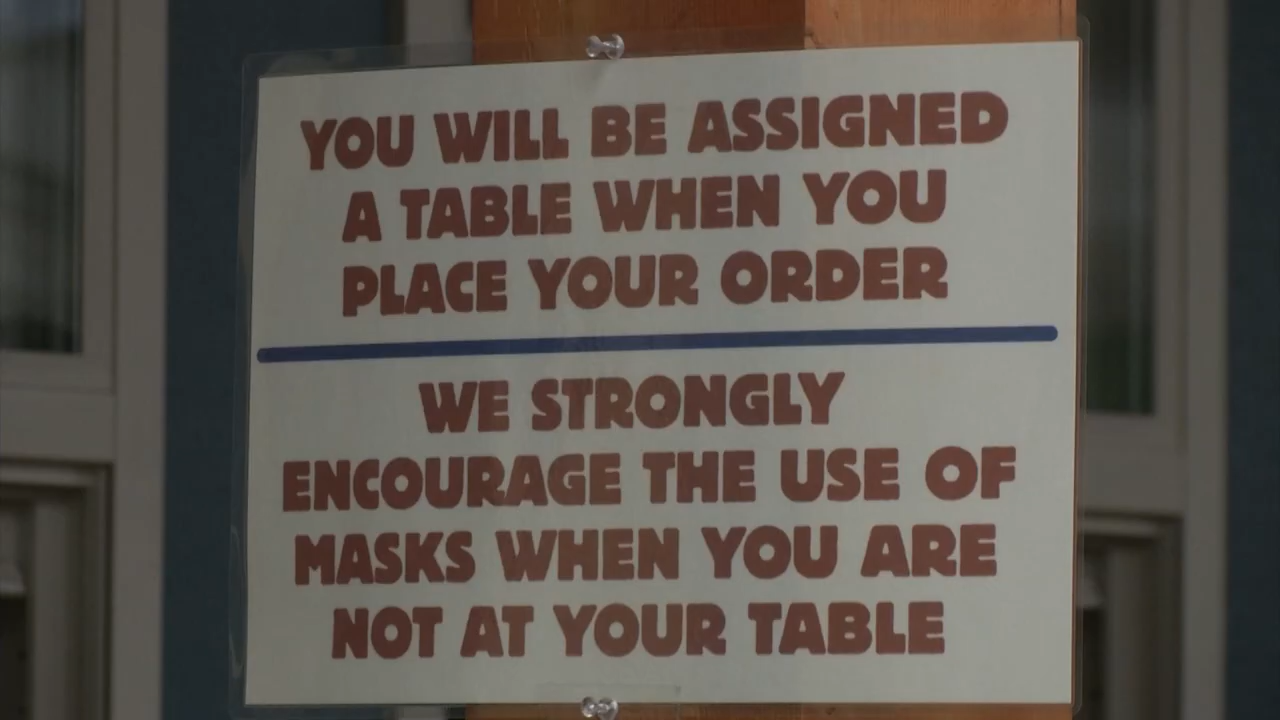 YOU WILL BE ASSIGNED
A TABLE WHEN YOU
PLACE YOUR ORDER
WE STRONGLY
ENCOURAGE THE USE OF
MASKS WHEN YOU ARE
NOT AT YOUR TABLE